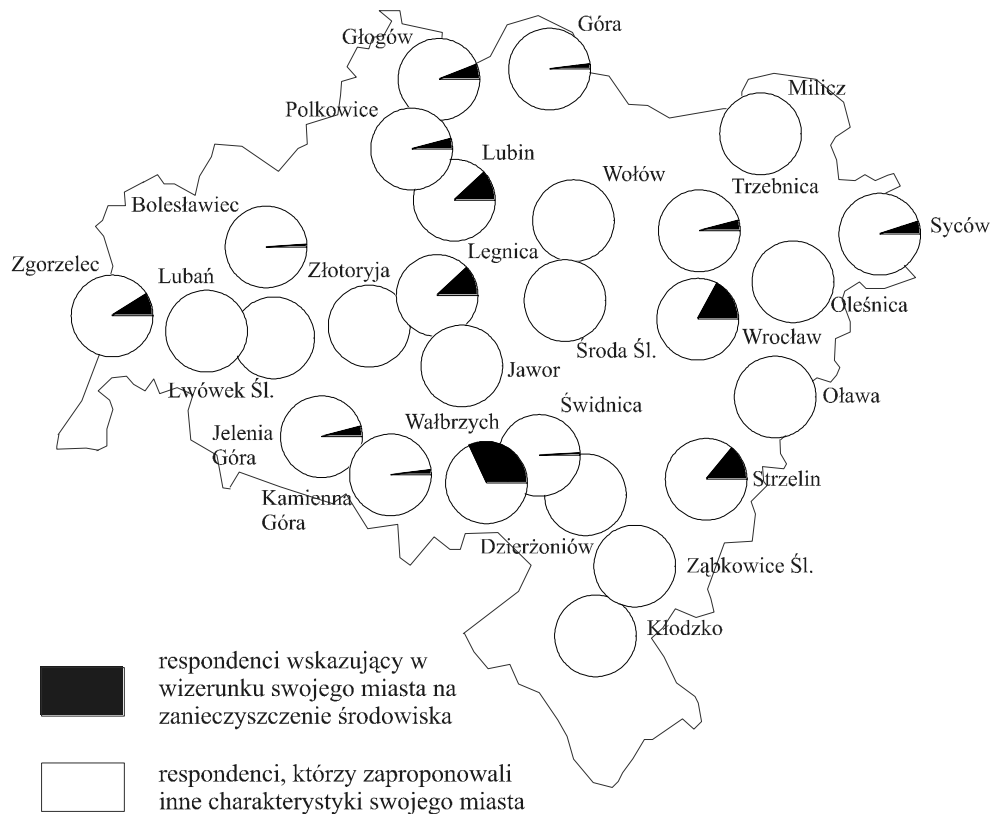 Góra
Głogów
Milicz
Polkowice
Lubin
Wołów
Trzebnica
Bolesławiec
Syców
Legnica
Zgorzelec
Lubań
Złotoryja
Oleśnica
Wrocław
Środa Śl.
Jawor
Lwówek Śl.
Oława
Świdnica
Wałbrzych
Jelenia
Góra
Strzelin
Kamienna
Góra
Dzierżoniów
Ząbkowice Śl.
Kłodzko
respondenci wskazujący w
wizerunku swojego miasta na
zanieczyszczenie środowiska
respondenci, którzy zaproponowali
inne charakterystyki swojego miasta